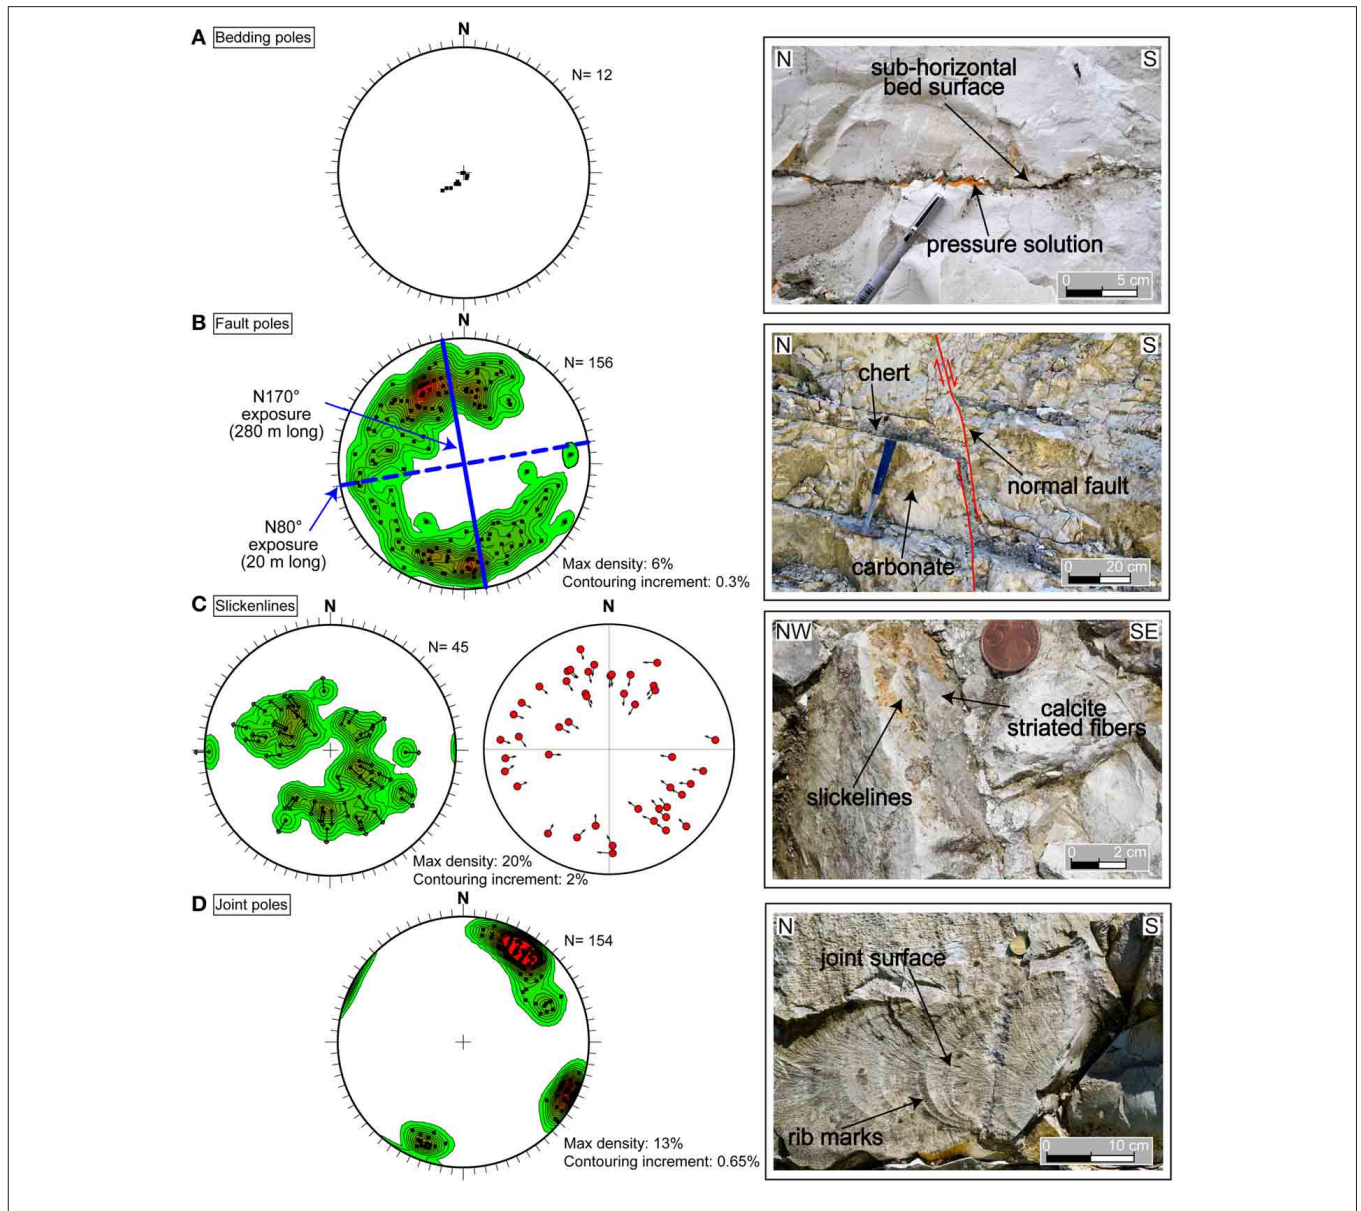 A Bedding poles
N
N= 12
N S
sub-horizontal
bed surface
pressure solution
0 5 cm
B Fault poles
N
N= 156
N170°
exposure
(280 m long)
N80°
exposure
(20 m long)
Max density: 6%
Contouring increment: 0.3%
N S
chert
normal fault
carbonate
0 20 cm
C Slickenlines
N
N= 45
N
Max density: 20%
Contouring increment: 2%
NW SE
calcite
striated fibers
slickelines
0 2 cm
D Joint poles
N
N= 154
Max density: 13%
Contouring increment: 0.65%
N S
joint surface
rib marks
0 10 cm